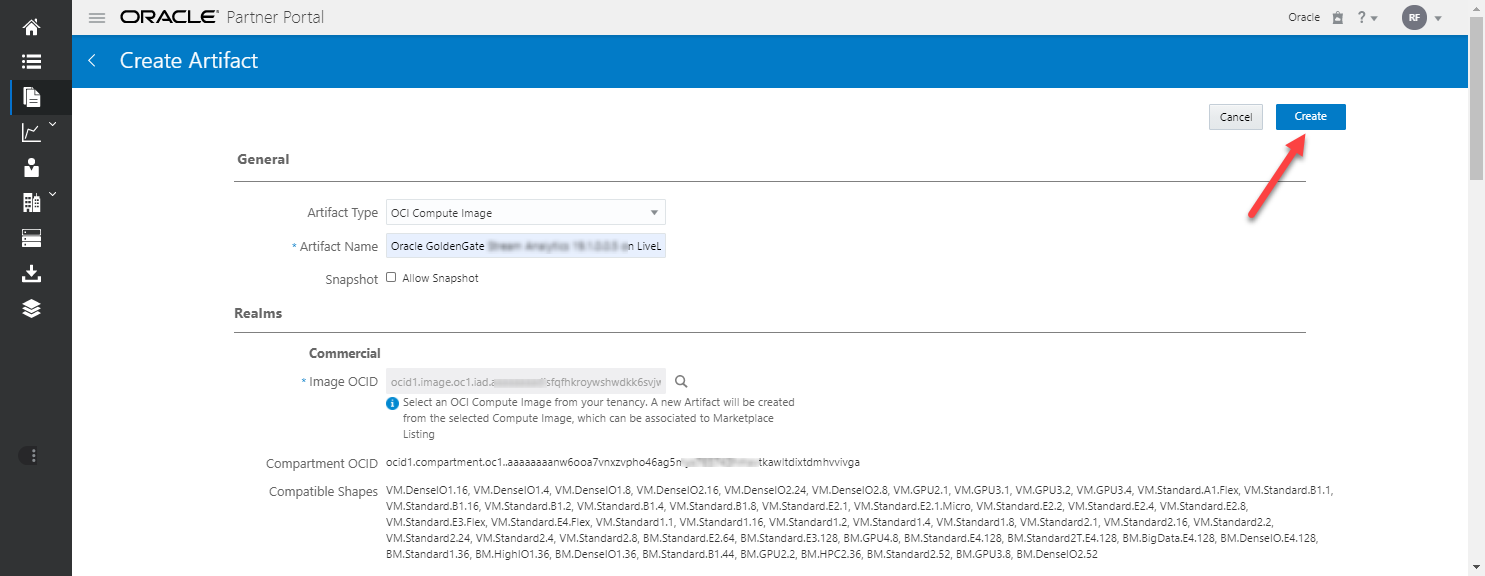 ORACLE® Partner Portal
Oracle ? RF
Create Artifact
Cancel Create
General
Artifact Type OCI Compute Image
* Artifact Name Oracle GoldenGate n LiveL
Snapshot Allow Snapshot
Realms
Commercial
* Image OCID ocid1.image.oc1.iad.a sfqfhkroywshwdkk6svjw
Select an OCI Compute Image from your tenancy. A new Artifact will be created
from the selected Compute Image, which can be associated to Marketplace
Listing
Compartment OCID ocid1.compartment.oc1..aaaaaaaanw6ooa7vnxzvpho46ag5n tkawltdixtdmhvvivga
Compatible Shapes VM.DenseIO1.16, VM.DenseIO1.4, VM.DenseIO1.8, VM.DenseIO2.16, VM.DenseIO2.24, VM.DenseIO2.8, VM.GPU2.1, VM.GPU3.1, VM.GPU3.2, VM.GPU3.4, VM.Standard.A1.Flex, VM.Standard.B1.1,
VM.Standard.B1.16, VM.Standard.B1.2, VM.Standard.B1.4, VM.Standard.B1.8, VM.Standard.E2.1, VM.Standard.E2.1.Micro, VM.Standard.E2.2, VM.Standard.E2.4, VM.Standard.E2.8,
VM.Standard.E3.Flex, VM.Standard.E4.Flex, VM.Standard1.1, VM.Standard1.16, VM.Standard1.2, VM.Standard1.4, VM.Standard1.8, VM.Standard2.1, VM.Standard2.16, VM.Standard2.2,
VM.Standard2.24, VM.Standard2.4, VM.Standard2.8, BM.Standard.E2.64, BM.Standard.E3.128, BM.GPU4.8, BM.Standard.E4.128, BM.Standard2T.E4.128, BM.BigData.E4.128, BM.DenseIO.E4.128,
BM.Standard1.36, BM.HighIO1.36, BM.DenseIO1.36, BM.Standard.B1.44, BM.GPU2.2, BM.HPC2.36, BM.Standard2.52, BM.GPU3.8, BM.DenseIO2.52